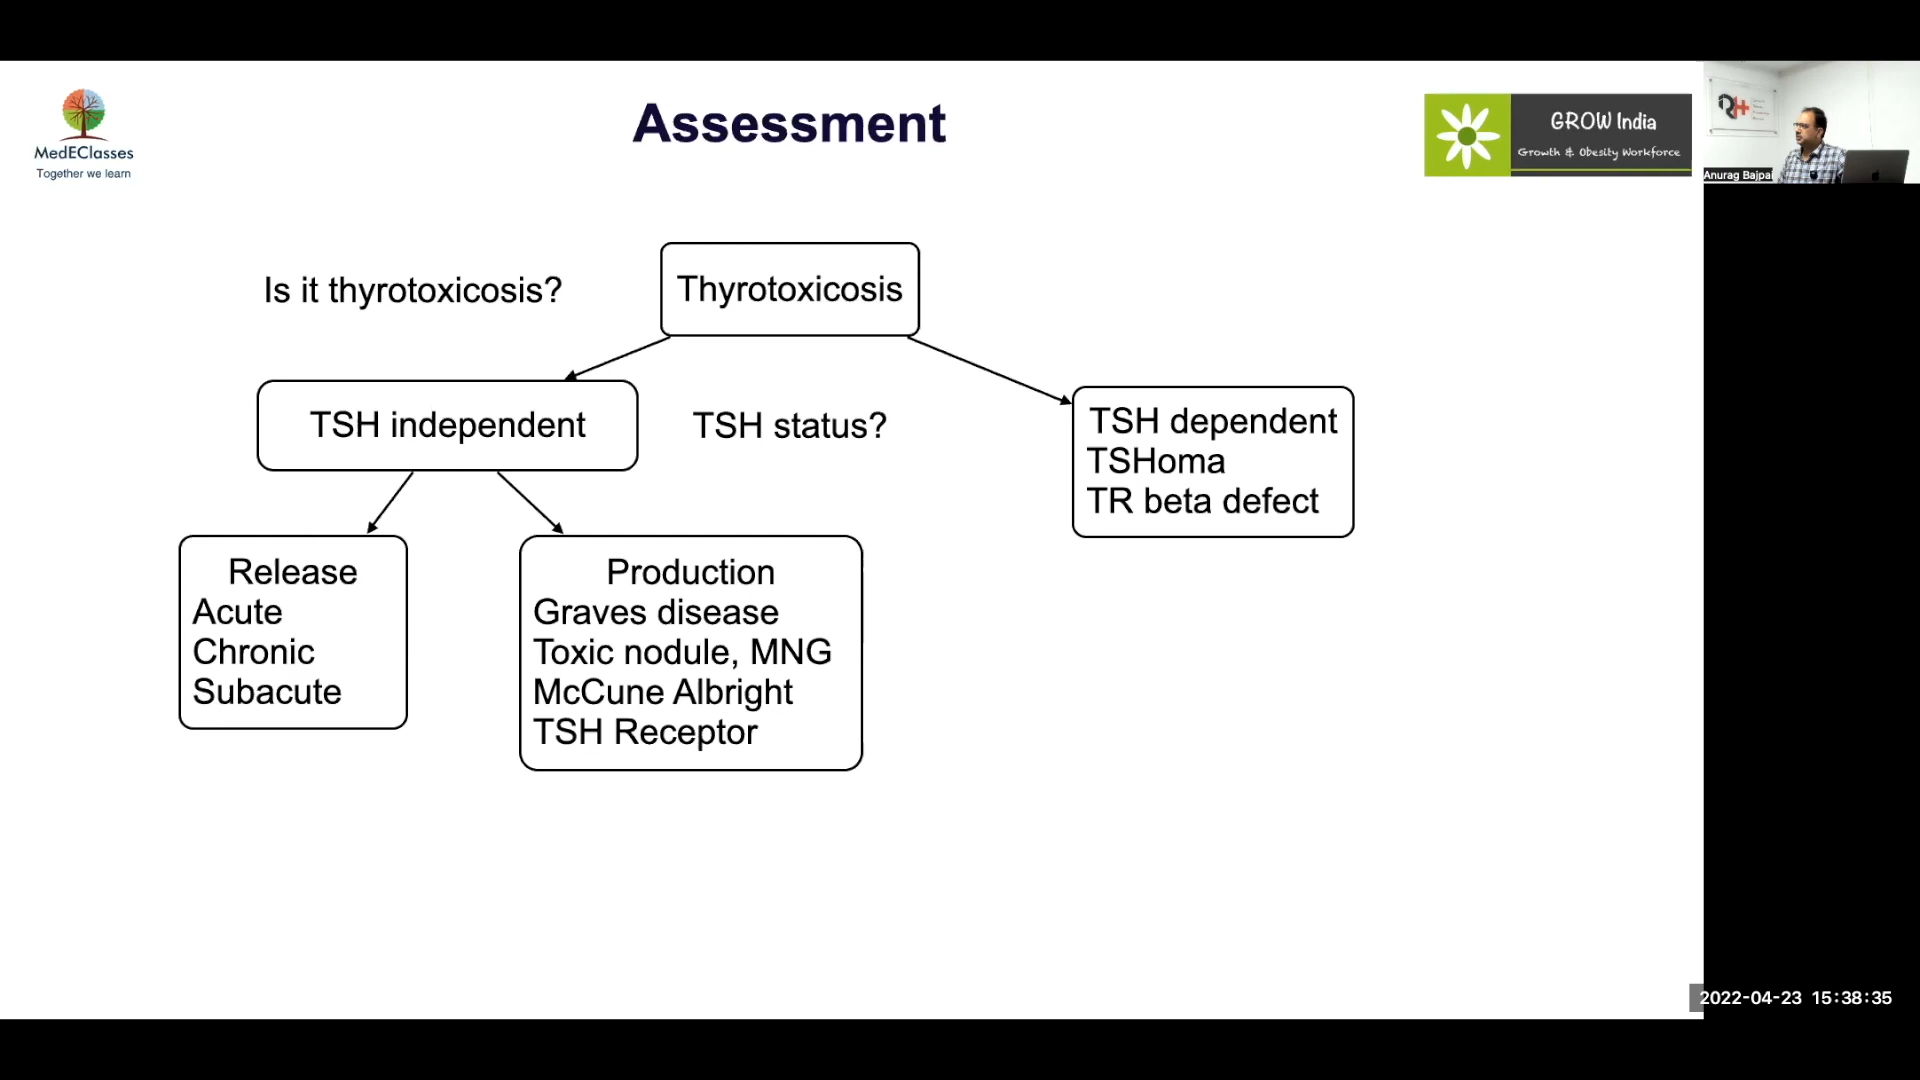 MedEClasses
Together we learn
Assessment
GROW India
Growth & Obesity Workforce
Anurag Bajpai
Is it thyrotoxicosis?
Thyrotoxicosis
TSH independent
TSH status?
TSH dependent
TSHoma
TR beta defect
Release
Acute
Chronic
Subacute
Production
Graves disease
Toxic nodule, MNG
McCune Albright
TSH Receptor
2022-04-23 15:38:35